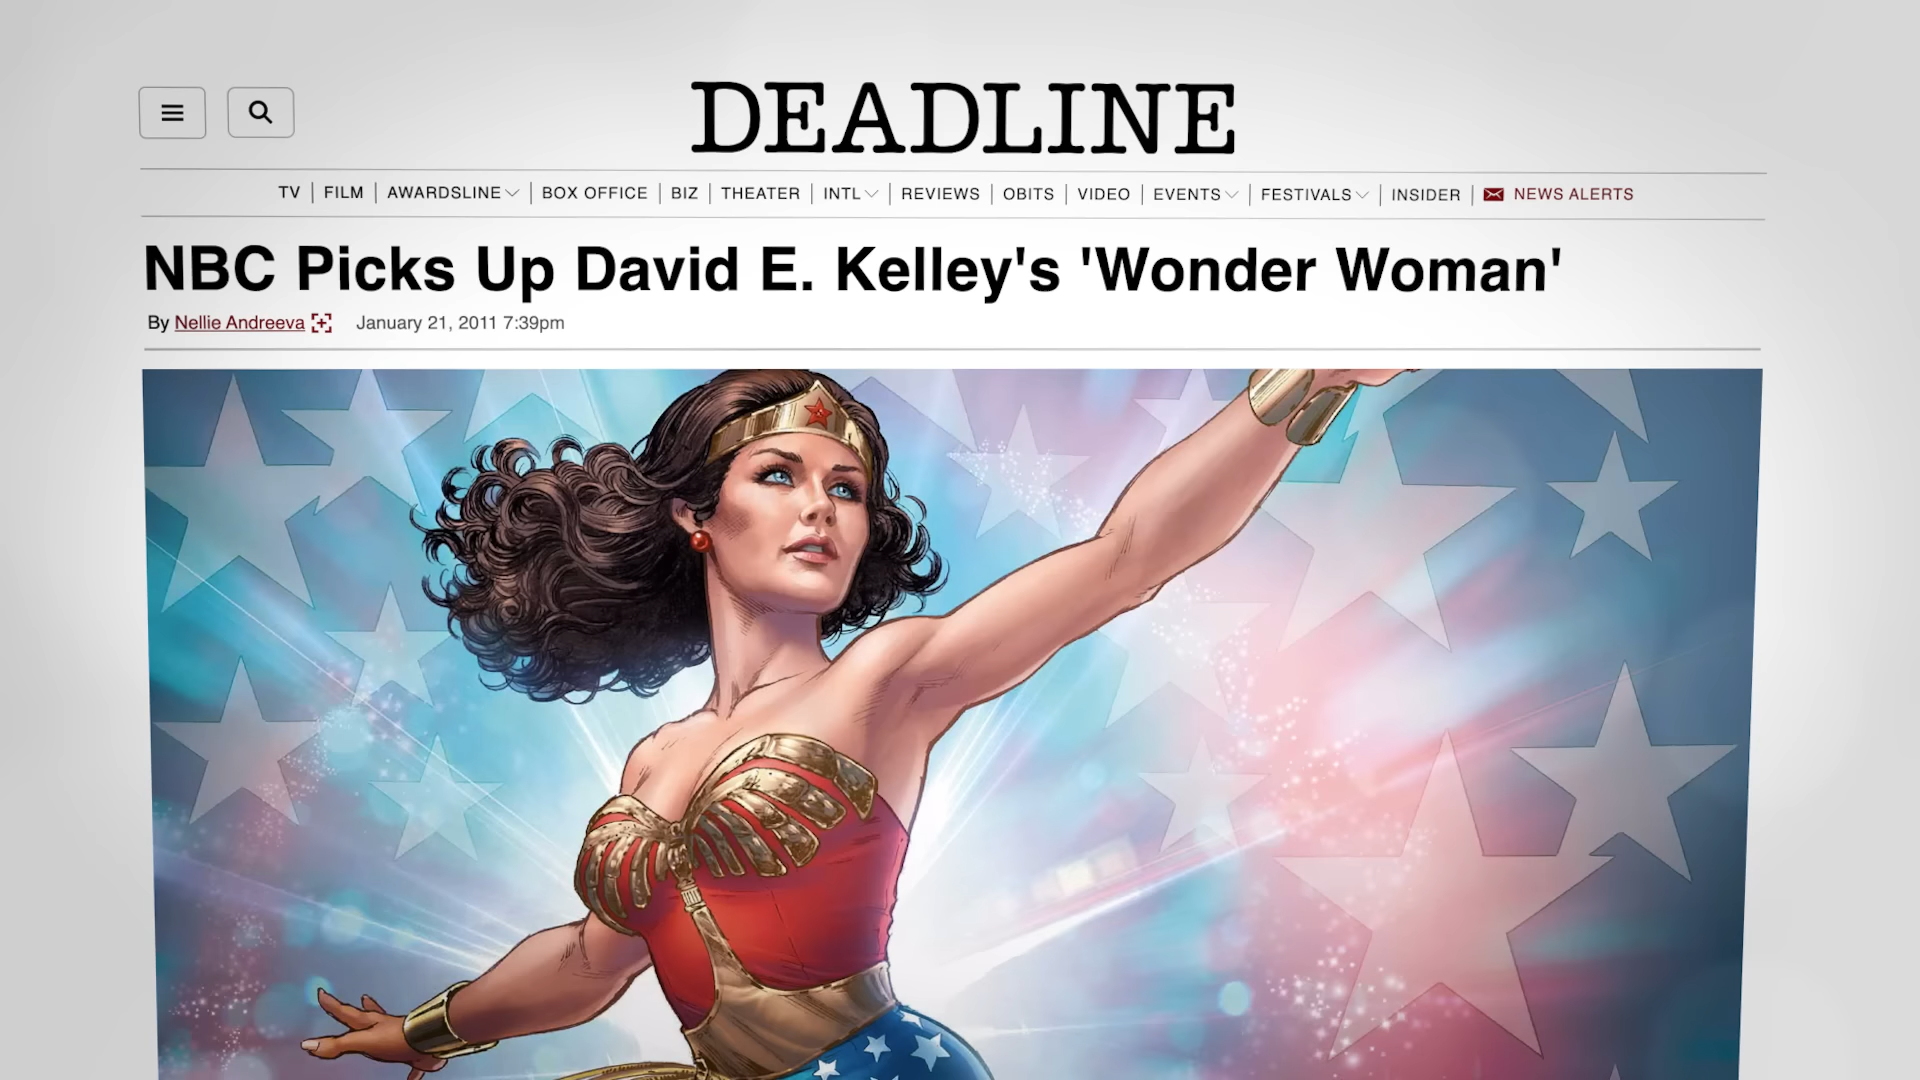 DEADLINE
TV | FILM | AWARDSLINE | BOX OFFICE | BIZ | THEATER | INTL | REVIEWS | OBITS | VIDEO | EVENTS | FESTIVALS | INSIDER | NEWS ALERTS
NBC Picks Up David E. Kelley's 'Wonder Woman'
By Nellie Andreeva January 21, 2011 7:39pm